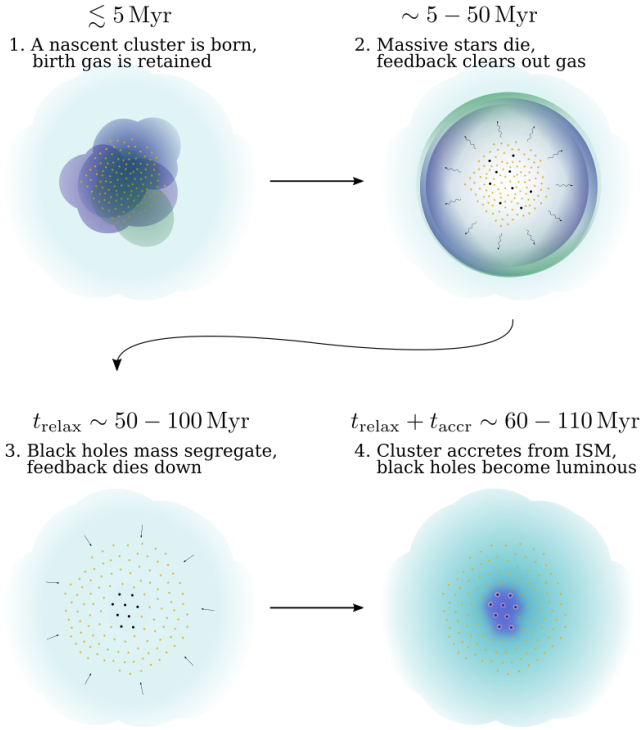 ≲ 5 Myr
1. A nascent cluster is born,
birth gas is retained
∼ 5 − 50 Myr
2. Massive stars die,
feedback clears out gas
t_relax ∼ 50 − 100 Myr
3. Black holes mass segregate,
feedback dies down
t_relax + t_accr ∼ 60 − 110 Myr
4. Cluster accretes from ISM,
black holes become luminous